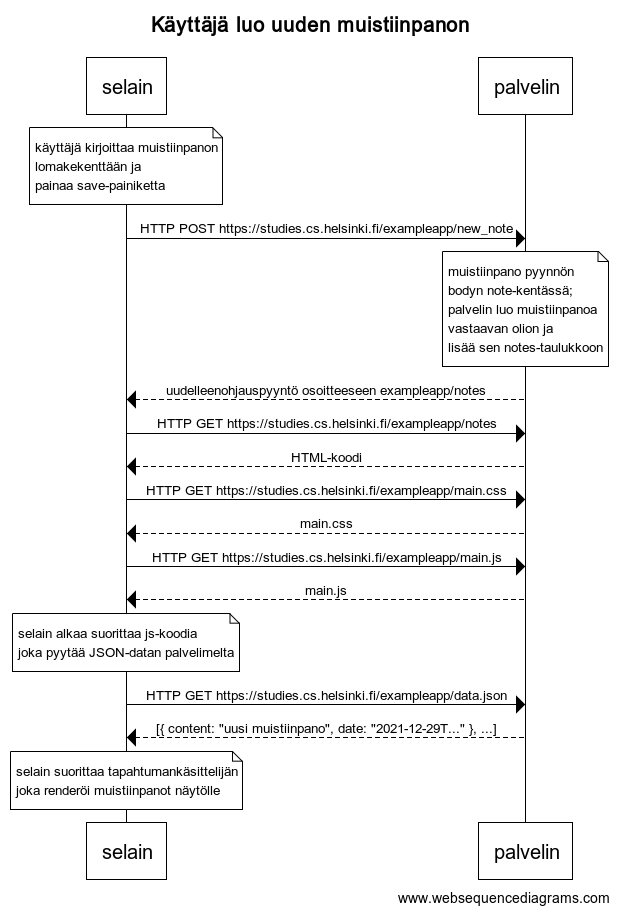 Käyttäjä luo uuden muistiinpanon
selain
palvelin
käyttäjä kirjoittaa muistiinpanon
lomakekenttään ja
painaa save-painiketta
HTTP POST https://studies.cs.helsinki.fi/exampleapp/new_note
muistiinpano pyynnön
bodyn note-kentässä;
palvelin luo muistiinpanoa
vastaavan olion ja
lisää sen notes-taulukkoon
uudelleenohjauspyyntö osoitteeseen exampleapp/notes
HTTP GET https://studies.cs.helsinki.fi/exampleapp/notes
HTML-koodi
HTTP GET https://studies.cs.helsinki.fi/exampleapp/main.css
main.css
HTTP GET https://studies.cs.helsinki.fi/exampleapp/main.js
main.js
selain alkaa suorittaa js-koodia
joka pyytää JSON-datan palvelimelta
HTTP GET https://studies.cs.helsinki.fi/exampleapp/data.json
[{ content: "uusi muistiinpano", date: "2021-12-29T..." }, ...]
selain suorittaa tapahtumankäsittelijän
joka renderöi muistiinpanot näytölle
selain
palvelin
www.websequencediagrams.com